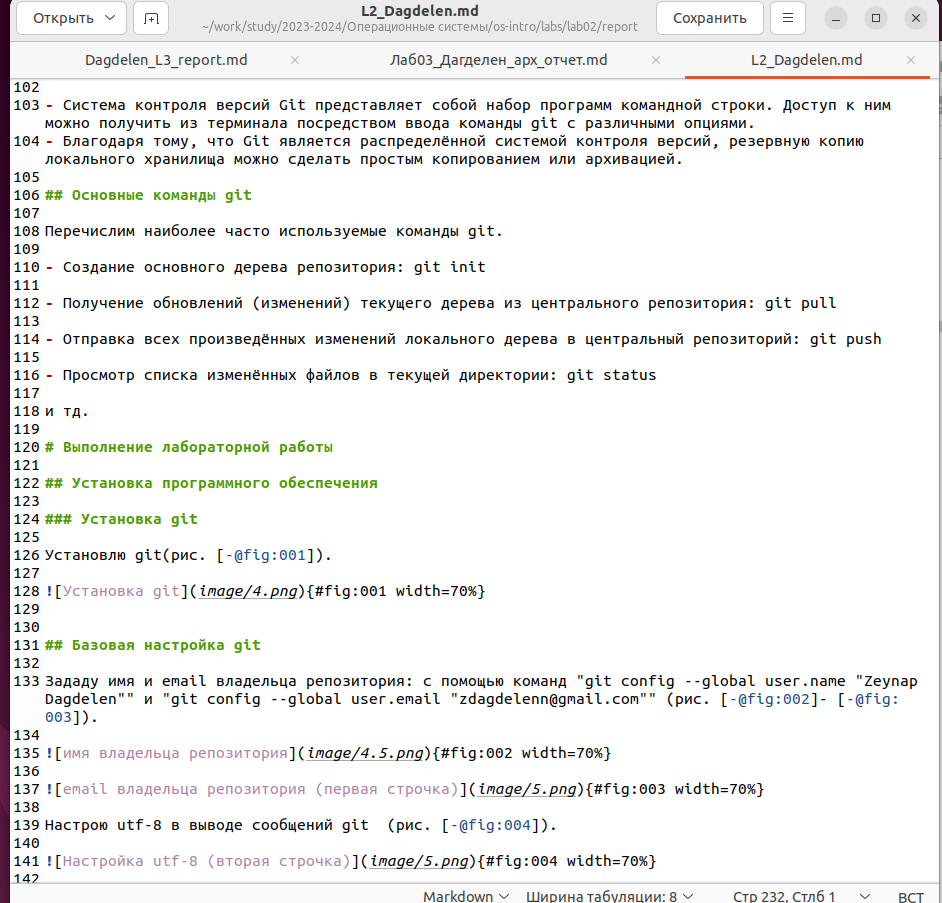 Открыть
L2_Dagdelen.md
~/work/study/2023-2024/Операционные системы/os-intro/labs/lab02/report
Сохранить
Dagdelen_L3_report.md
Лаб03_Дагделен_арх_отчет.md
L2_Dagdelen.md
102
103 - Система контроля версий Git представляет собой набор программ командной строки. Доступ к ним
можно получить из терминала посредством ввода команды git с различными опциями.
104 - Благодаря тому, что Git является распределённой системой контроля версий, резервную копию
локального хранилища можно сделать простым копированием или архивацией.
105
106 ## Основные команды git
107
108 Перечислим наиболее часто используемые команды git.
109
110 - Создание основного дерева репозитория: git init
111
112 - Получение обновлений (изменений) текущего дерева из центрального репозитория: git pull
113
114 - Отправка всех произведённых изменений локального дерева в центральный репозиторий: git push
115
116 - Просмотр списка изменённых файлов в текущей директории: git status
117
118 и тд.
119
120 # Выполнение лабораторной работы
121
122 ## Установка программного обеспечения
123
124 ### Установка git
125
126 Установлю git(рис. [-@fig:001]).
127
128 ![Установка git](image/4.png){#fig:001 width=70%}
129
130
131 ## Базовая настройка git
132
133 Зададу имя и email владельца репозитория: с помощью команд "git config --global user.name "Zeynap
Dagdelen"" и "git config --global user.email "zdagdelenn@gmail.com"" (рис. [-@fig:002]- [-@fig:
003]).
134
135 ![имя владельца репозитория](image/4.5.png){#fig:002 width=70%}
136
137 ![email владельца репозитория (первая строчка)](image/5.png){#fig:003 width=70%}
138
139 Настрою utf-8 в выводе сообщений git  (рис. [-@fig:004]).
140
141 ![Настройка utf-8 (вторая строчка)](image/5.png){#fig:004 width=70%}
142
Markdown
Ширина табуляции: 8
Стр 232, Стлб 1
ВСТ